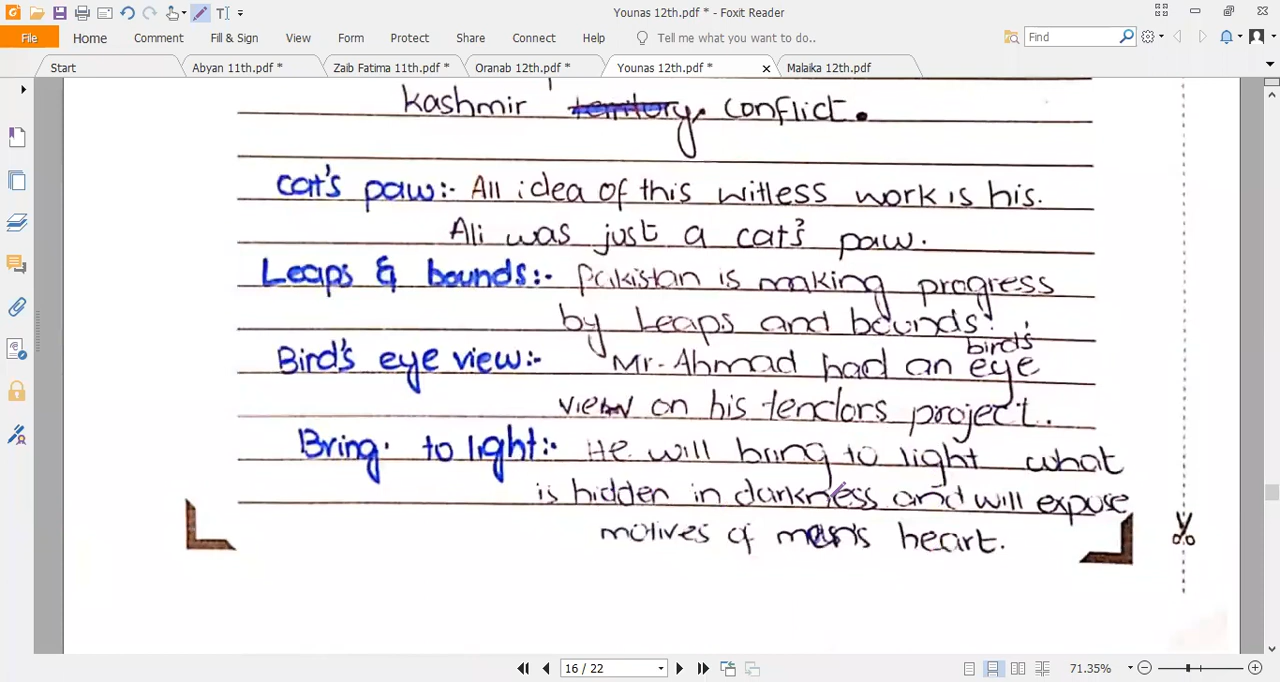 Younas 12th.pdf * - Foxit Reader
File Home Comment Fill & Sign View Form Protect Share Connect Help Tell me what you want to do.. Find
Start Abyan 11th.pdf * Zaib Fatima 11th.pdf * Oranab 12th.pdf * Younas 12th.pdf * Malaika 12th.pdf
Kashmir conflict.
Cat's paw:- All idea of this witless work is his.
Ali was just a cat's paw.
Leaps & bounds:- Pakistan is making progress
by Leaps and bounds.
Bird's eye view:- Mr. Ahmad had an bird's eye
view on his tendors project.
Bring to light:- He will bring to light what
is hidden in darkness and will expose
motives of heart.
16 / 22 71.35%